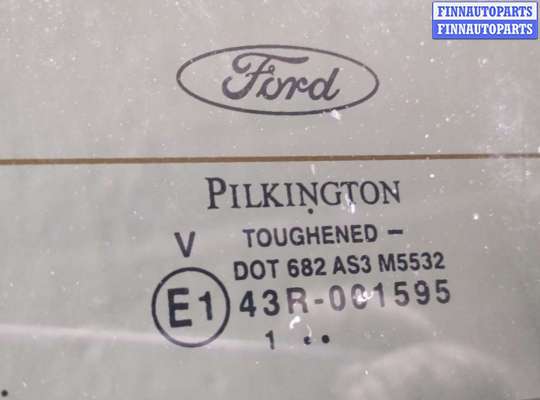 FINNAUTOPARTS
FINNAUTOPARTS
Ford
PILKINGTON
V TOUGHENED –
DOT 682 AS3 M5532
E1 43R-001595
1 ••